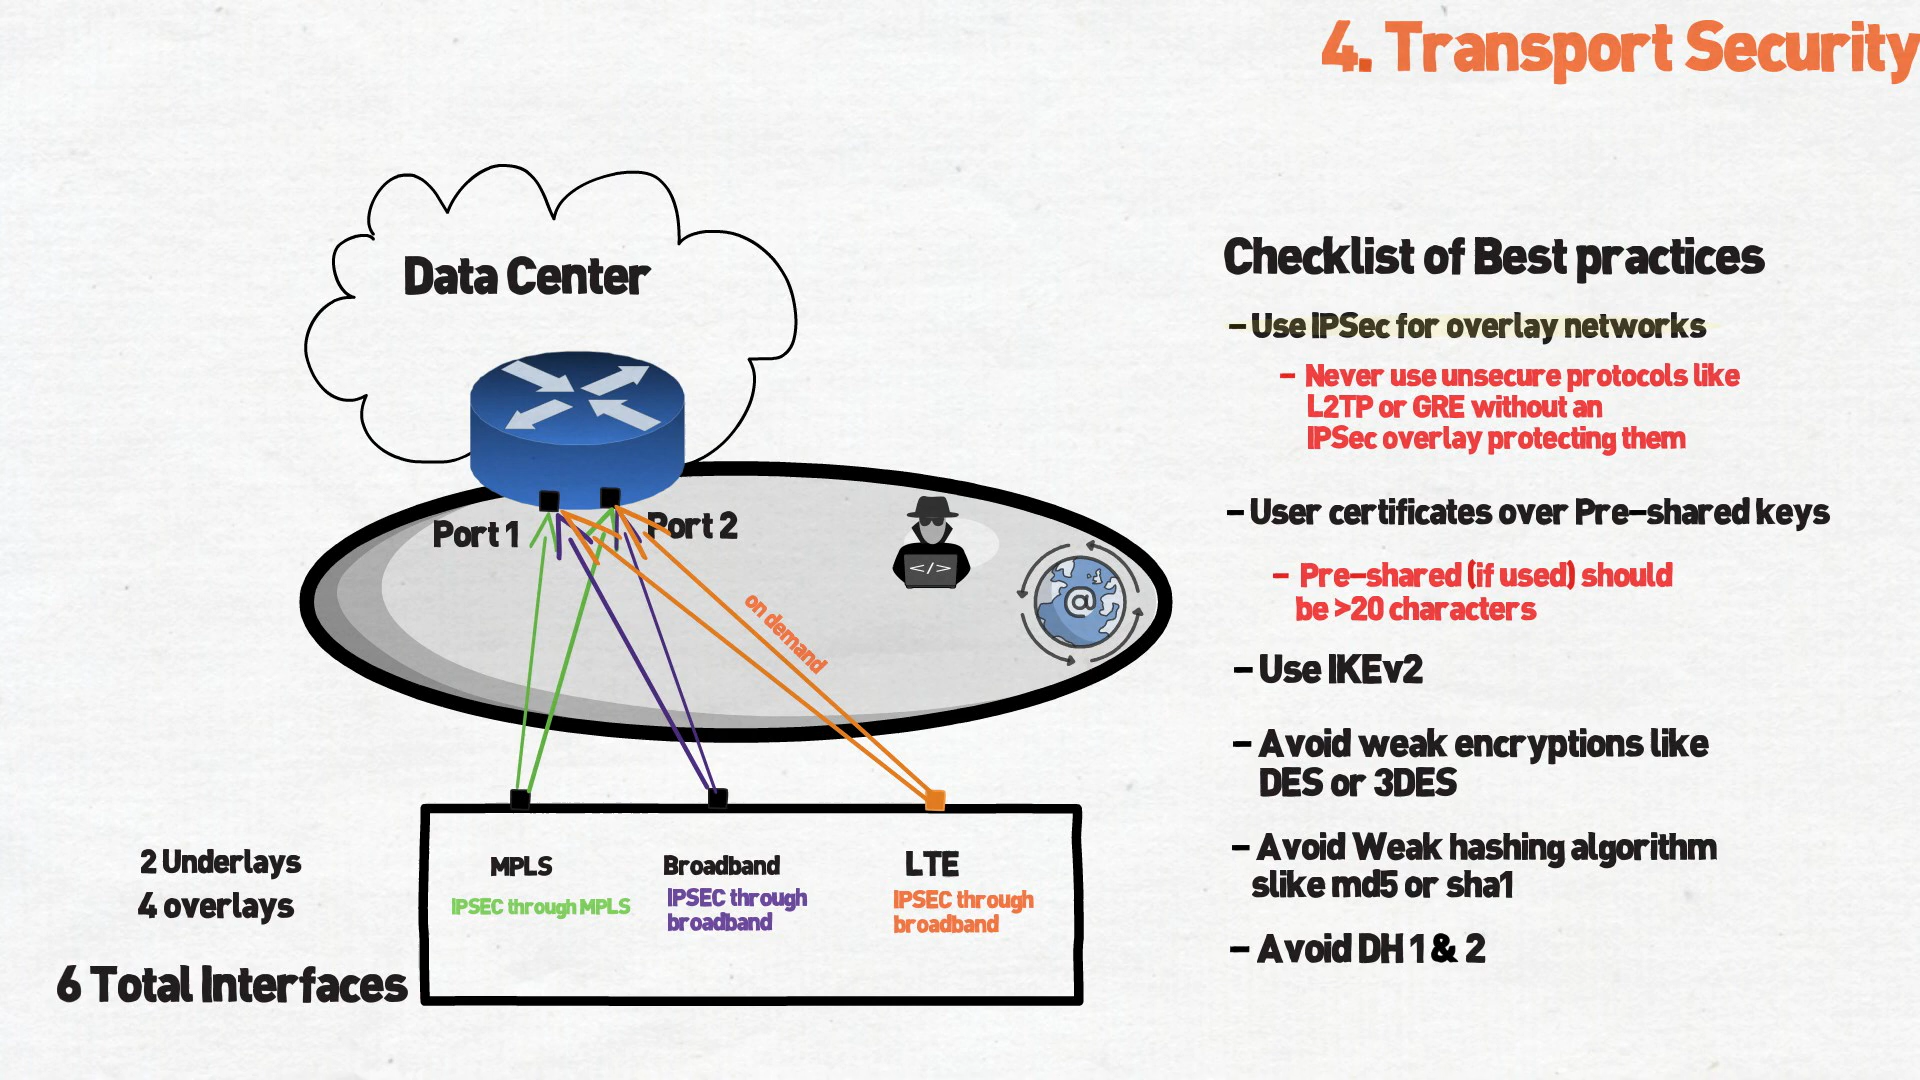 4. Transport Security
Data Center
Port 1
Port 2
on demand
</>
@
MPLS
IPSEC through MPLS
Broadband
IPSEC through
broadband
LTE
IPSEC through
broadband
2 Underlays
4 overlays
6 Total Interfaces
Checklist of Best practices
- Use IPSec for overlay networks
- Never use unsecure protocols like
L2TP or GRE without an
IPSec overlay protecting them
- User certificates over Pre-shared keys
- Pre-shared (if used) should
be >20 characters
- Use IKEv2
- Avoid weak encryptions like
DES or 3DES
- Avoid Weak hashing algorithm
slike md5 or sha1
- Avoid DH 1 & 2